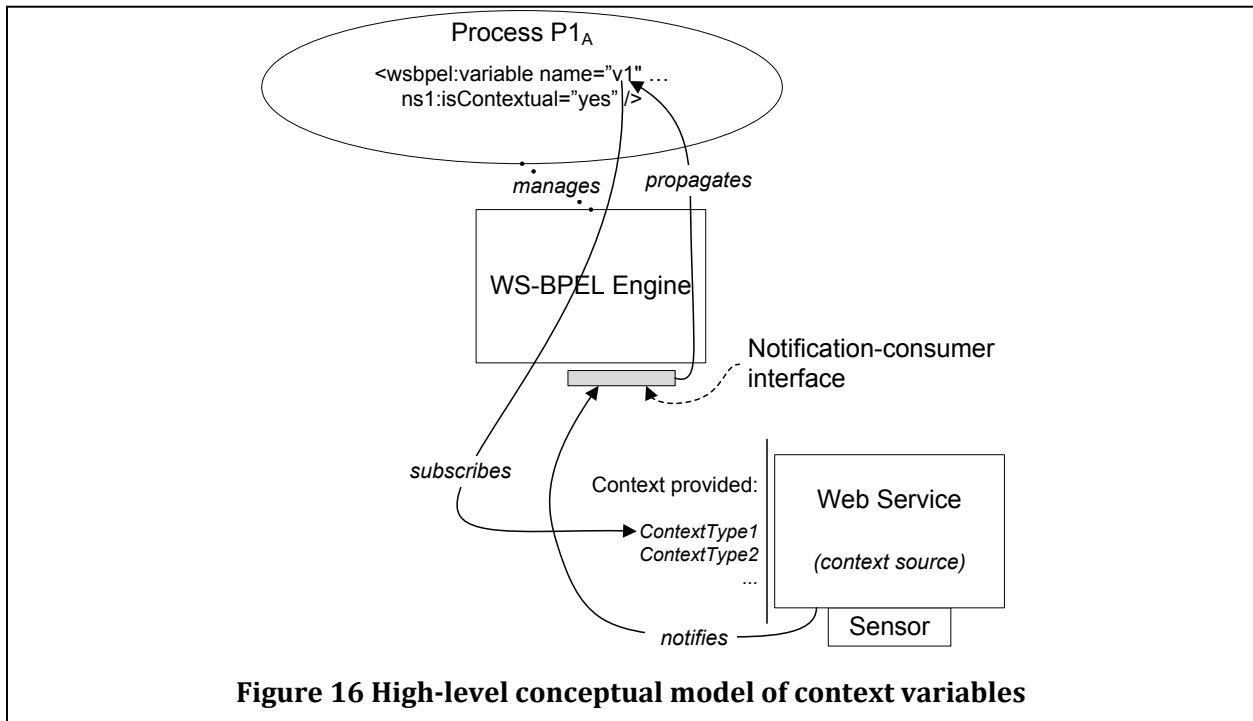 Process P1A
<wsbpel:variable name=”v1" …
ns1:isContextual=”yes” />
manages
propagates
WS-BPEL Engine
Notification-consumer
interface
subscribes
Context provided:
Web Service
ContextType1
ContextType2
(context source)
...
notifies
Sensor
Figure 16 High-level conceptual model of context variables